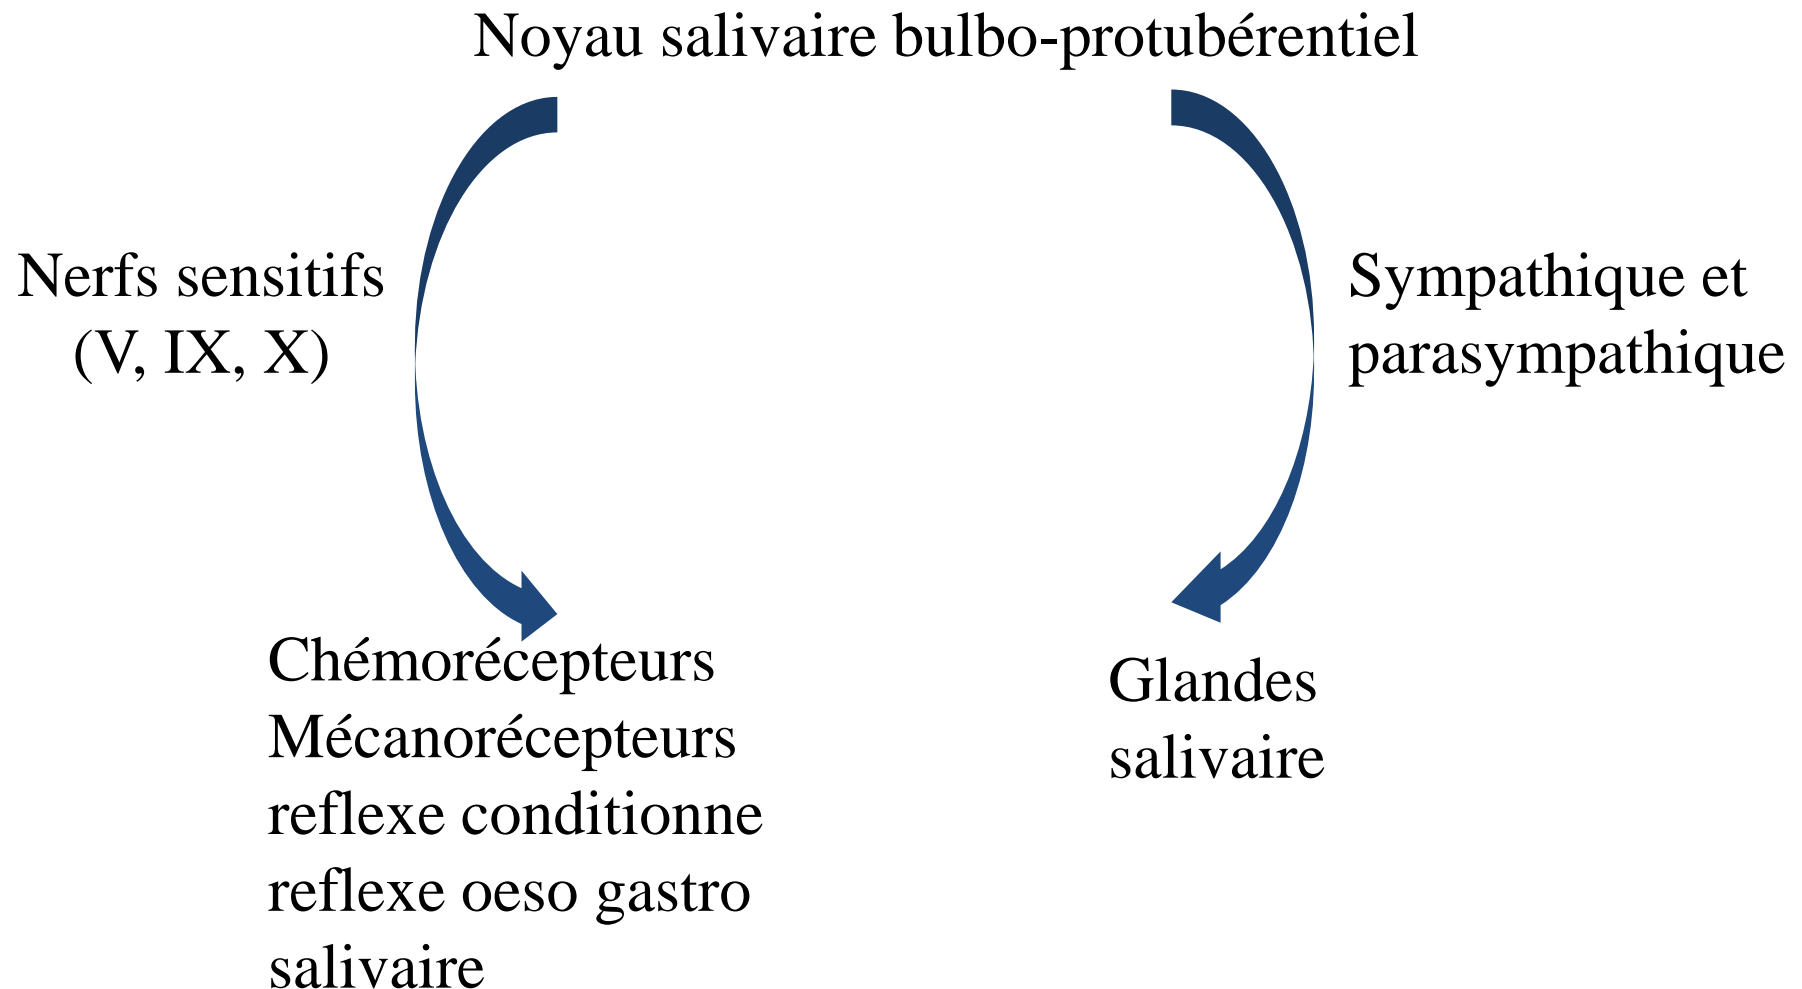 Noyau salivaire bulbo-protubérentiel
Nerfs sensitifs
(V, IX, X)
Sympathique et
parasympathique
Chémorécepteurs
Mécanorécepteurs
reflexe conditionne
reflexe oeso gastro
salivaire
Glandes
salivaire